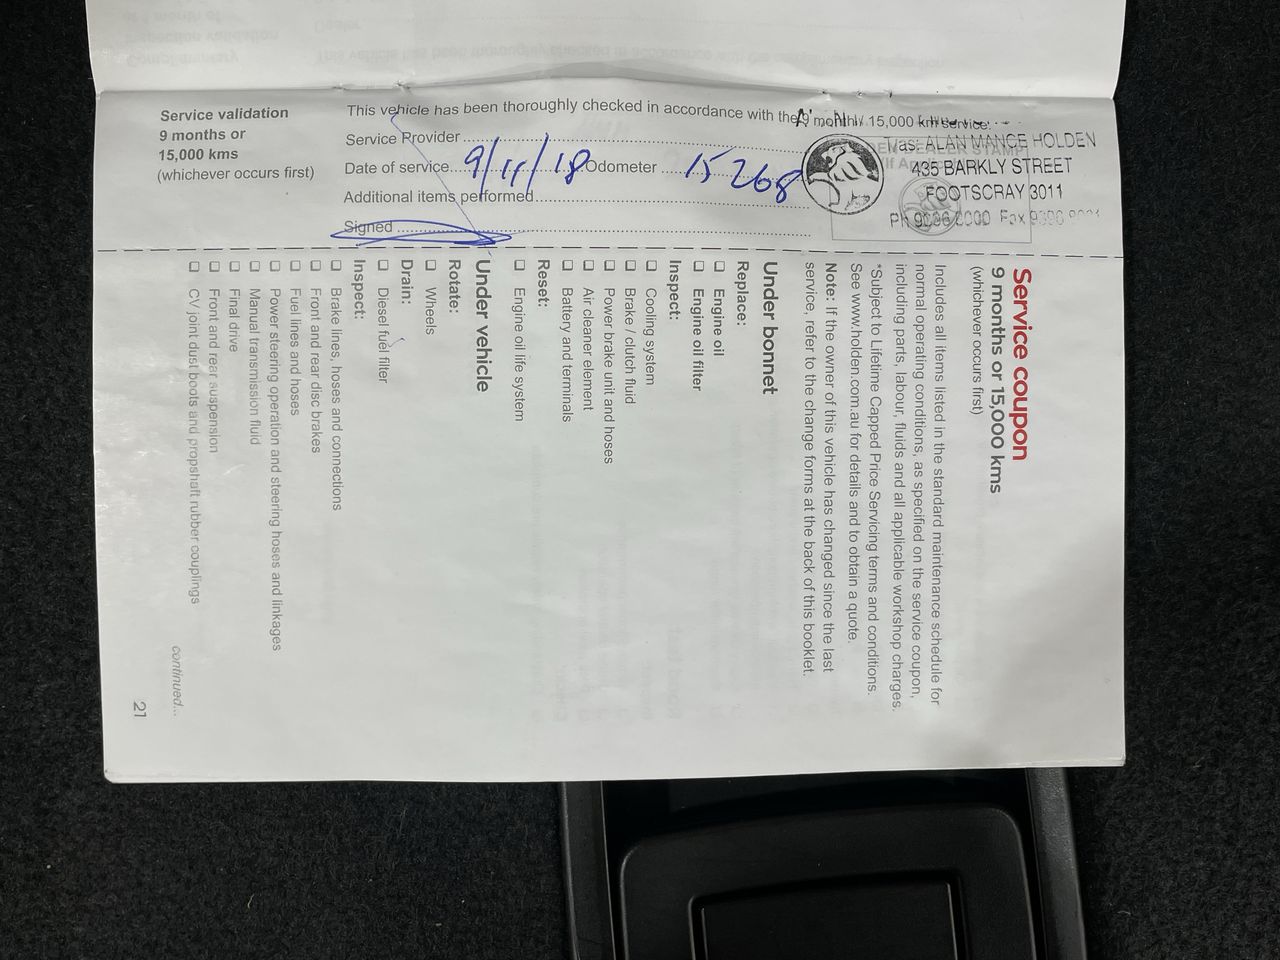 Service validation
9 months or
15,000 kms
(whichever occurs first)
This vehicle has been thoroughly checked in accordance with the 9 month / 15,000 km service.
Service Provider
Date of service 9/11/18 Odometer 15268
Additional items performed
Signed
ALAN MANCE HOLDEN
435 BARKLY STREET
FOOTSCRAY 3011
Service coupon
9 months or 15,000 kms
(whichever occurs first)
Includes all items listed in the standard maintenance schedule for
normal operating conditions, as specified on the service coupon,
including parts, labour, fluids and all applicable workshop charges.
*Subject to Lifetime Capped Price Servicing terms and conditions.
See www.holden.com.au for details and to obtain a quote.
Note: If the owner of this vehicle has changed since the last
service, refer to the change forms at the back of this booklet.
Under bonnet
Replace:
Engine oil
Engine oil filter
Inspect:
Cooling system
Brake / clutch fluid
Power brake unit and hoses
Air cleaner element
Battery and terminals
Reset:
Engine oil life system
Under vehicle
Rotate:
Wheels
Drain:
Diesel fuel filter
Inspect:
Brake lines, hoses and connections
Front and rear disc brakes
Fuel lines and hoses
Power steering operation and steering hoses and linkages
Manual transmission fluid
Final drive
Front and rear suspension
CV joint dust boots and propshaft rubber couplings
continued...
21